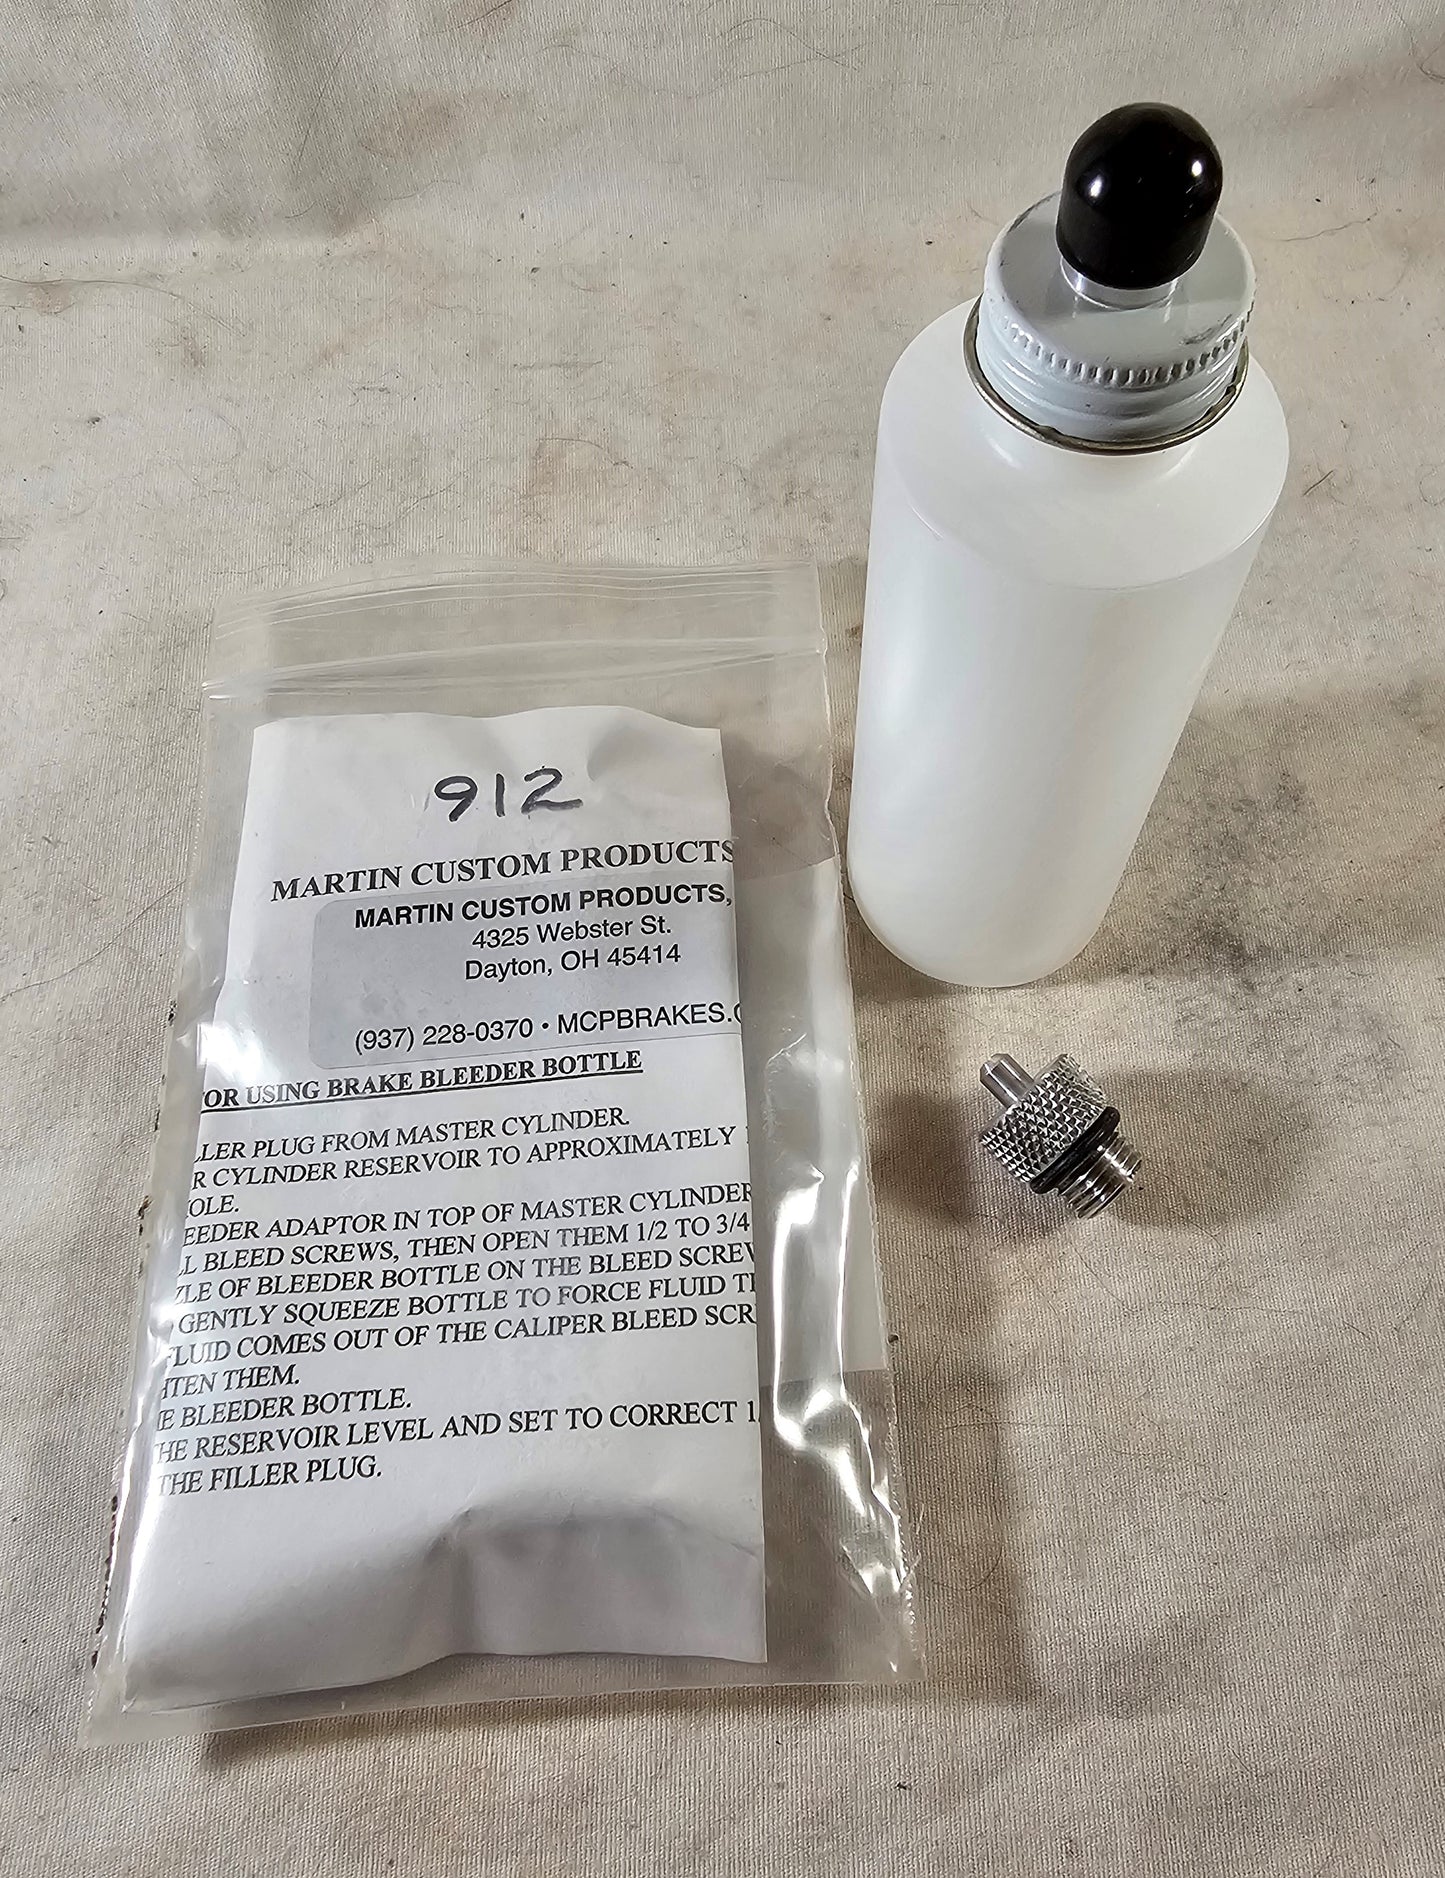 912
MARTIN CUSTOM PRODUCTS
MARTIN CUSTOM PRODUCTS,
4325 Webster St.
Dayton, OH 45414
(937) 228-0370 • MCPBRAKES.
OR USING BRAKE BLEEDER BOTTLE
LER PLUG FROM MASTER CYLINDER.
R CYLINDER RESERVOIR TO APPROXIMATELY
OLE.
EEDER ADAPTOR IN TOP OF MASTER CYLINDER
L BLEED SCREWS, THEN OPEN THEM 1/2 TO 3/4
ZLE OF BLEEDER BOTTLE ON THE BLEED SCREW
GENTLY SQUEEZE BOTTLE TO FORCE FLUID TH
FLUID COMES OUT OF THE CALIPER BLEED SCR
HTEN THEM.
E BLEEDER BOTTLE.
HE RESERVOIR LEVEL AND SET TO CORRECT 1/
THE FILLER PLUG.